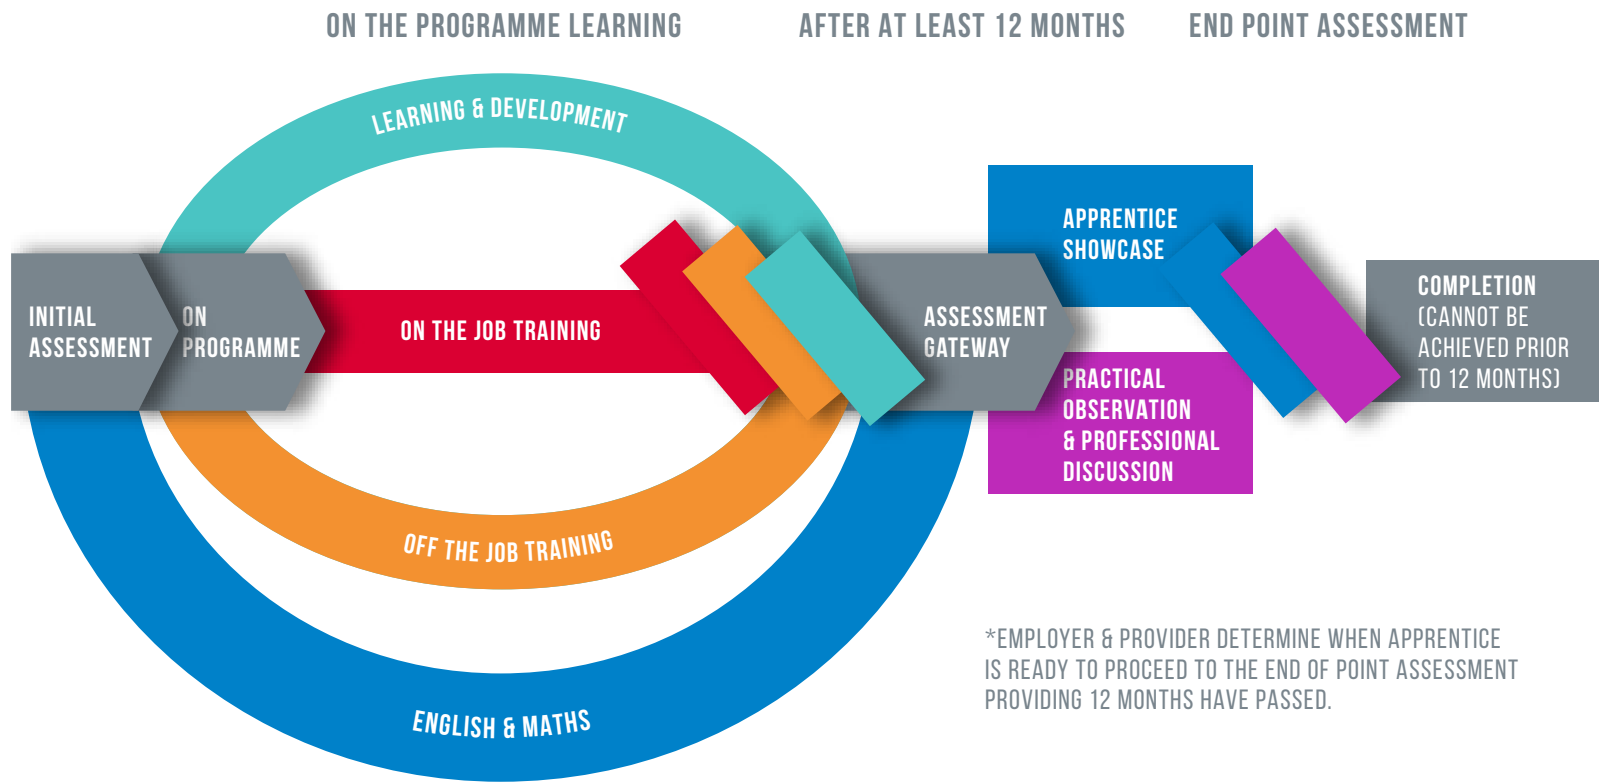 ON THE PROGRAMME LEARNING
AFTER AT LEAST 12 MONTHS
END POINT ASSESSMENT
LEARNING & DEVELOPMENT
INITIAL
ASSESSMENT
ON
PROGRAMME
ON THE JOB TRAINING
ASSESSMENT
GATEWAY
APPRENTICE
SHOWCASE
PRACTICAL
OBSERVATION
& PROFESSIONAL
DISCUSSION
COMPLETION
(CANNOT BE
ACHIEVED PRIOR
TO 12 MONTHS)
OFF THE JOB TRAINING
ENGLISH & MATHS
*EMPLOYER & PROVIDER DETERMINE WHEN APPRENTICE
IS READY TO PROCEED TO THE END OF POINT ASSESSMENT
PROVIDING 12 MONTHS HAVE PASSED.